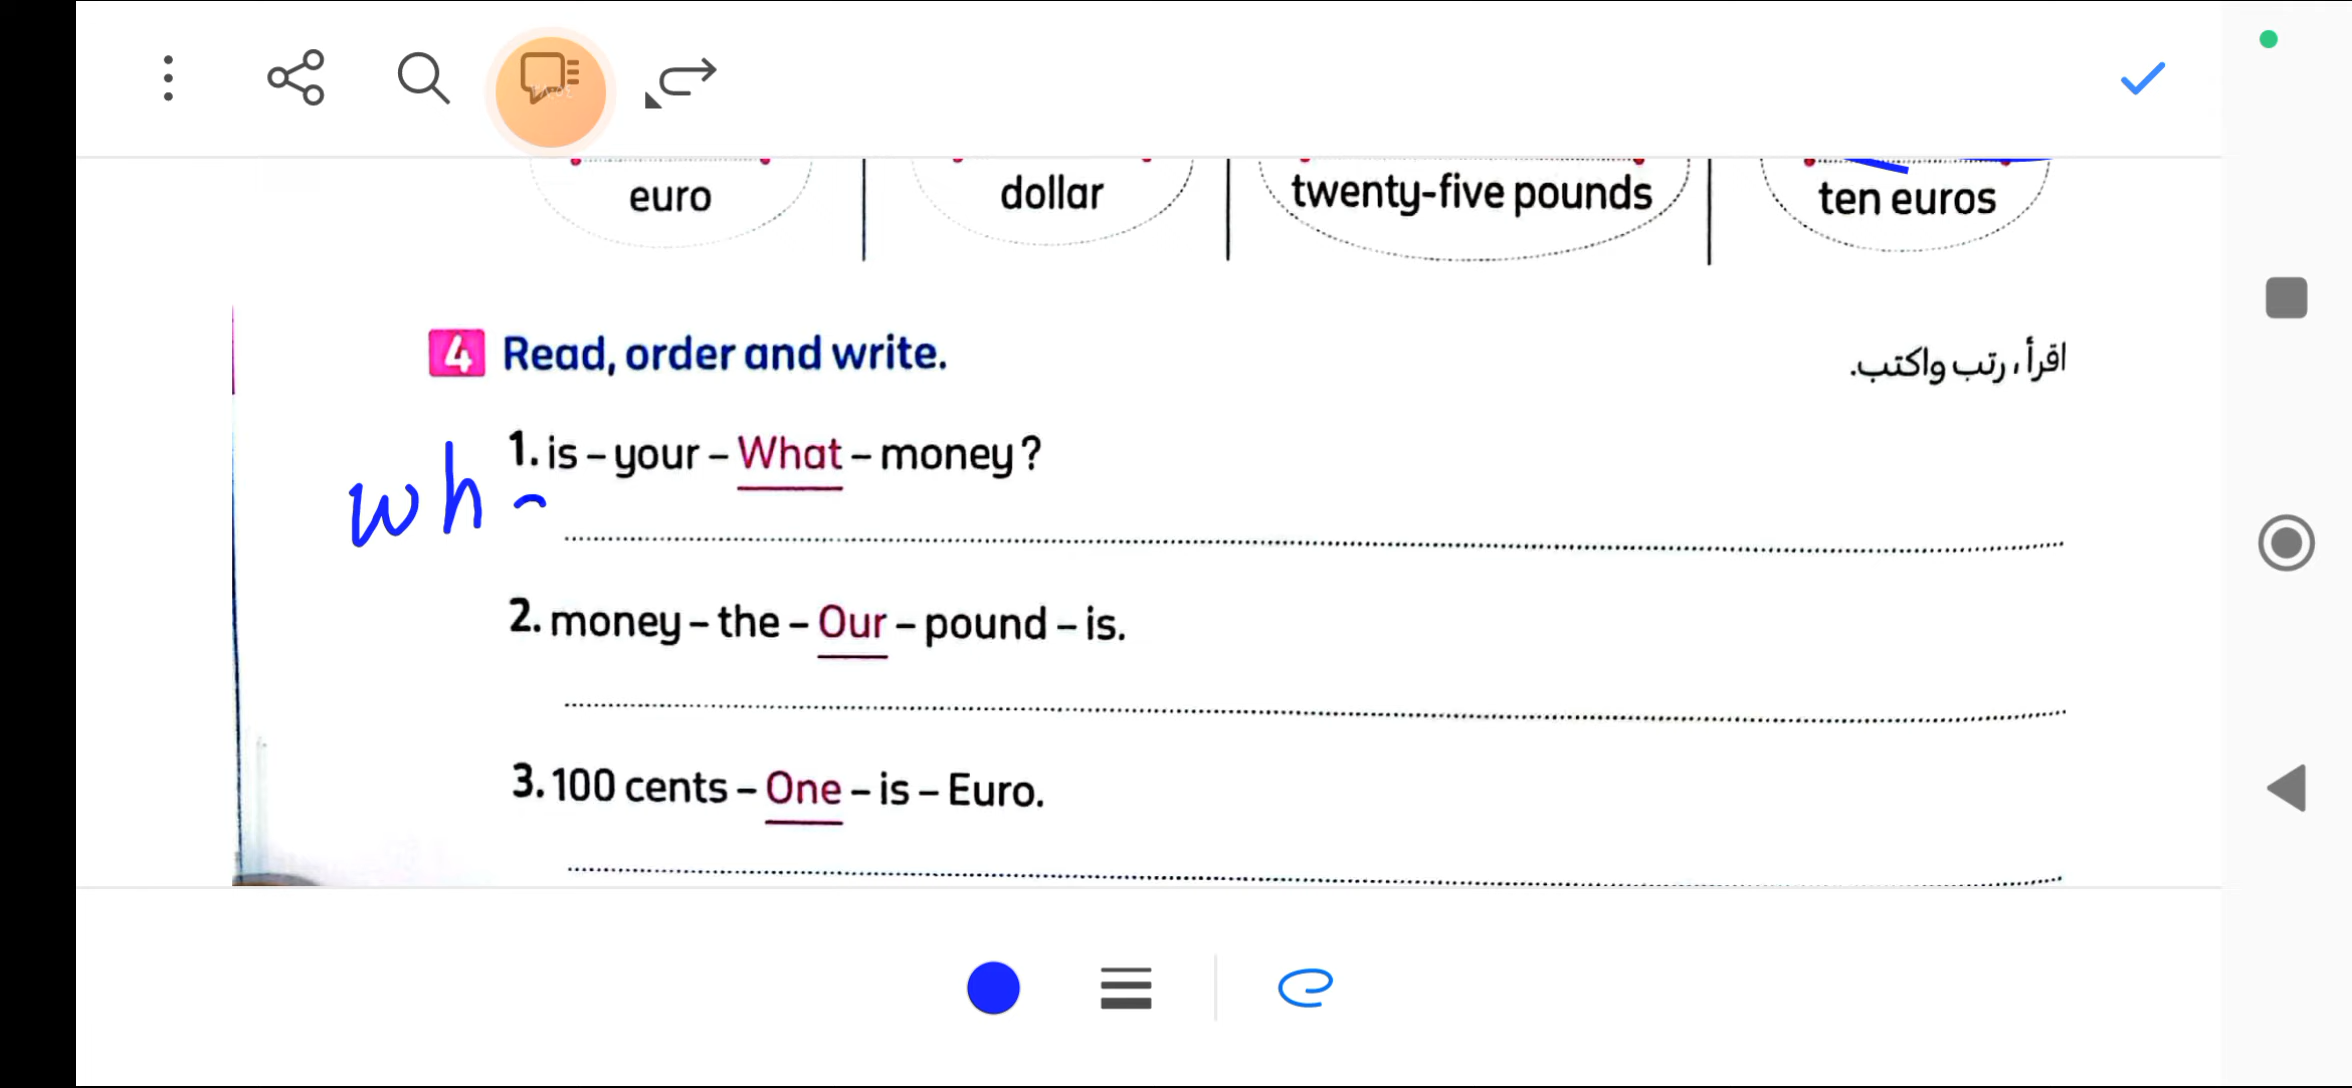 euro dollar twenty-five pounds ten euros
4 Read, order and write. اقرأ، رتب واكتب.
1. is – your – What – money?
wh
2. money – the – Our – pound – is.
3. 100 cents – One – is – Euro.